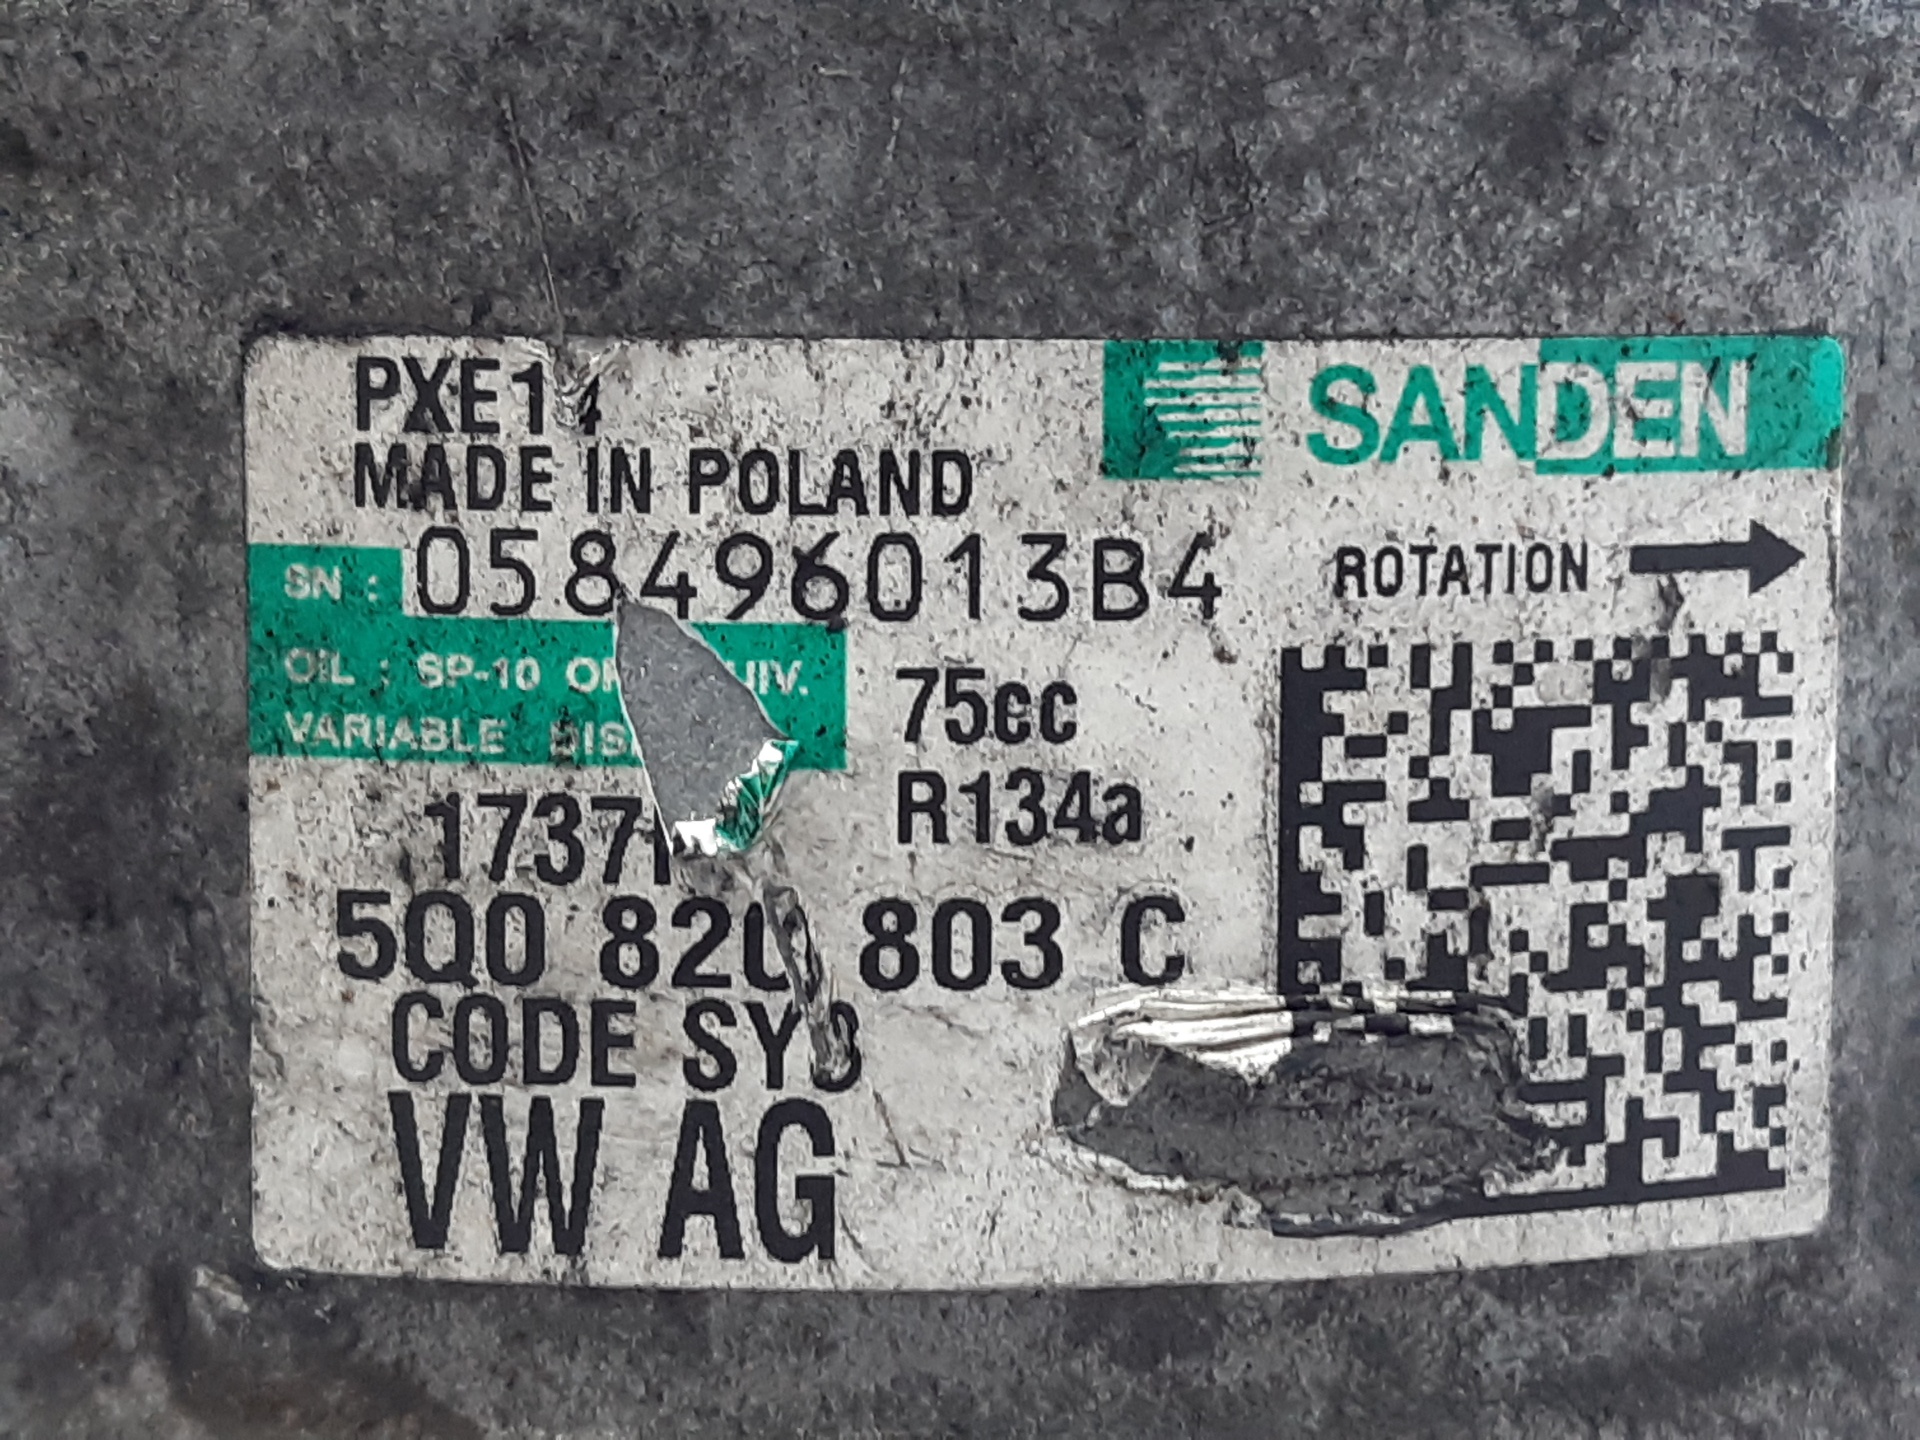 PXE14
SANDEN
MADE IN POLAND
SN : 058496013B4
ROTATION
OIL : SP-10
VARIABLE
75cc
R134a
5Q0 803 C
CODE
VW AG